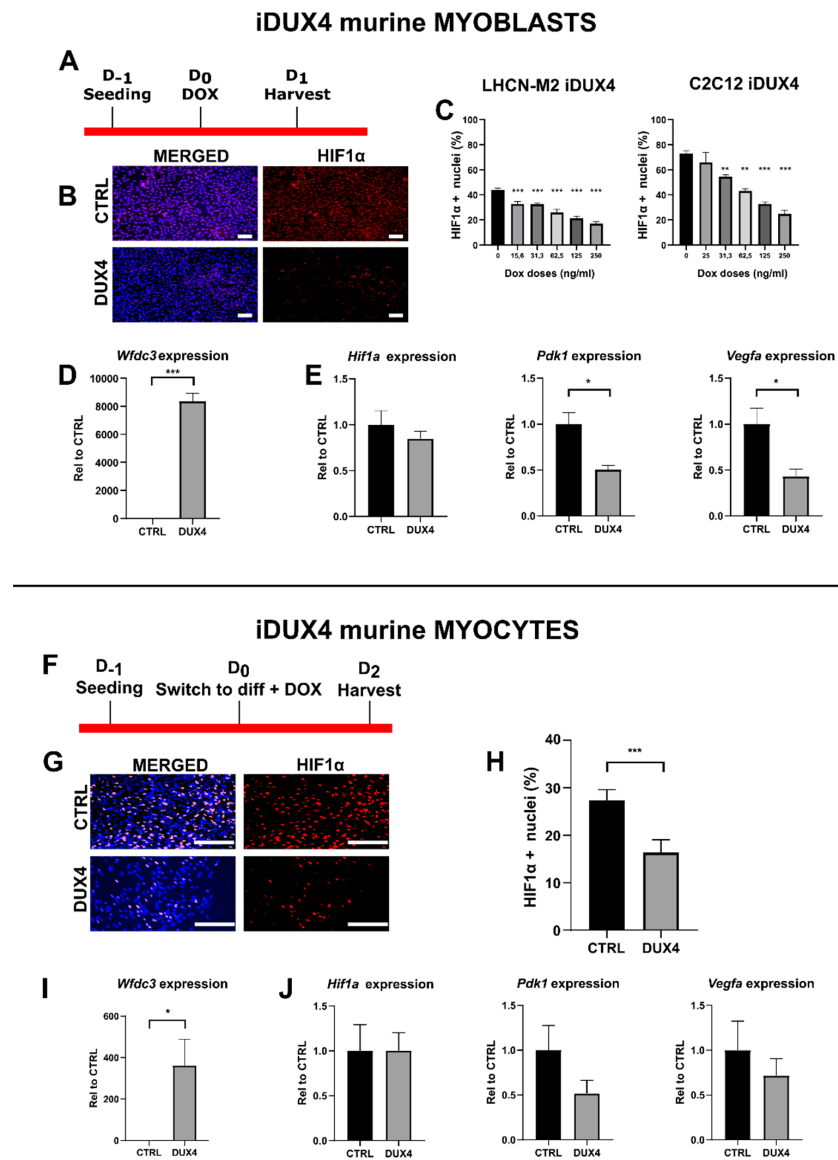 iDUX4 murine MYOBLASTS
A
D-1
Seeding
D0
DOX
D1
Harvest
B
MERGED
HIF1α
CTRL
DUX4
C
LHCN-M2 iDUX4
HIF1α + nuclei (%)
100
80
60
40
20
0
*** *** *** *** ***
0 15,6 31,3 62,5 125 250
Dox doses (ng/ml)
C2C12 iDUX4
HIF1α + nuclei (%)
100
80
60
40
20
0
** ** *** ***
0 25 31,3 62,5 125 250
Dox doses (ng/ml)
D
Wfdc3 expression
Rel to CTRL
10000
8000
6000
4000
2000
0
***
CTRL DUX4
E
Hif1a expression
Rel to CTRL
1.5
1.0
0.5
0.0
CTRL DUX4
Pdk1 expression
Rel to CTRL
1.5
1.0
0.5
0.0
*
CTRL DUX4
Vegfa expression
Rel to CTRL
1.5
1.0
0.5
0.0
*
CTRL DUX4
iDUX4 murine MYOCYTES
F
D-1
Seeding
D0
Switch to diff + DOX
D2
Harvest
G
MERGED
HIF1α
CTRL
DUX4
H
HIF1α + nuclei (%)
40
30
20
10
0
***
CTRL DUX4
I
Wfdc3 expression
Rel to CTRL
600
400
200
0
*
CTRL DUX4
J
Hif1a expression
Rel to CTRL
1.5
1.0
0.5
0.0
CTRL DUX4
Pdk1 expression
Rel to CTRL
1.5
1.0
0.5
0.0
CTRL DUX4
Vegfa expression
Rel to CTRL
1.5
1.0
0.5
0.0
CTRL DUX4